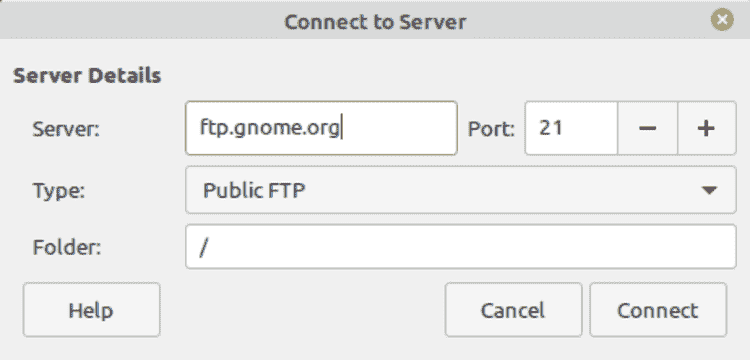 Connect to Server
Server Details
Server: ftp.gnome.org Port: 21
Type: Public FTP
Folder: /
Help Cancel Connect